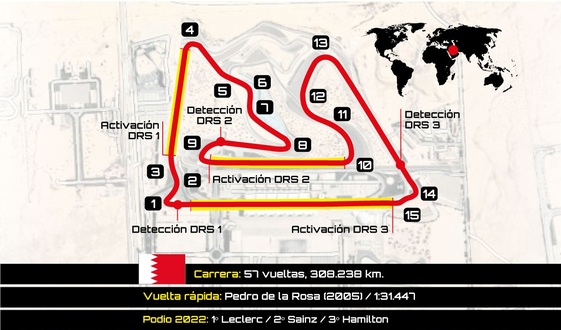 4
13
5
6
7
12
11
Detección
DRS 2
Detección
DRS 3
Activación
DRS 1
9
8
10
3
2
Activación DRS 2
1
14
15
Detección DRS 1
Activación DRS 3
Carrera: 57 vueltas, 308.238 km.
Vuelta rápida: Pedro de la Rosa (2005) / 1:31.447
Podio 2022: 1º Leclerc / 2º Sainz / 3º Hamilton